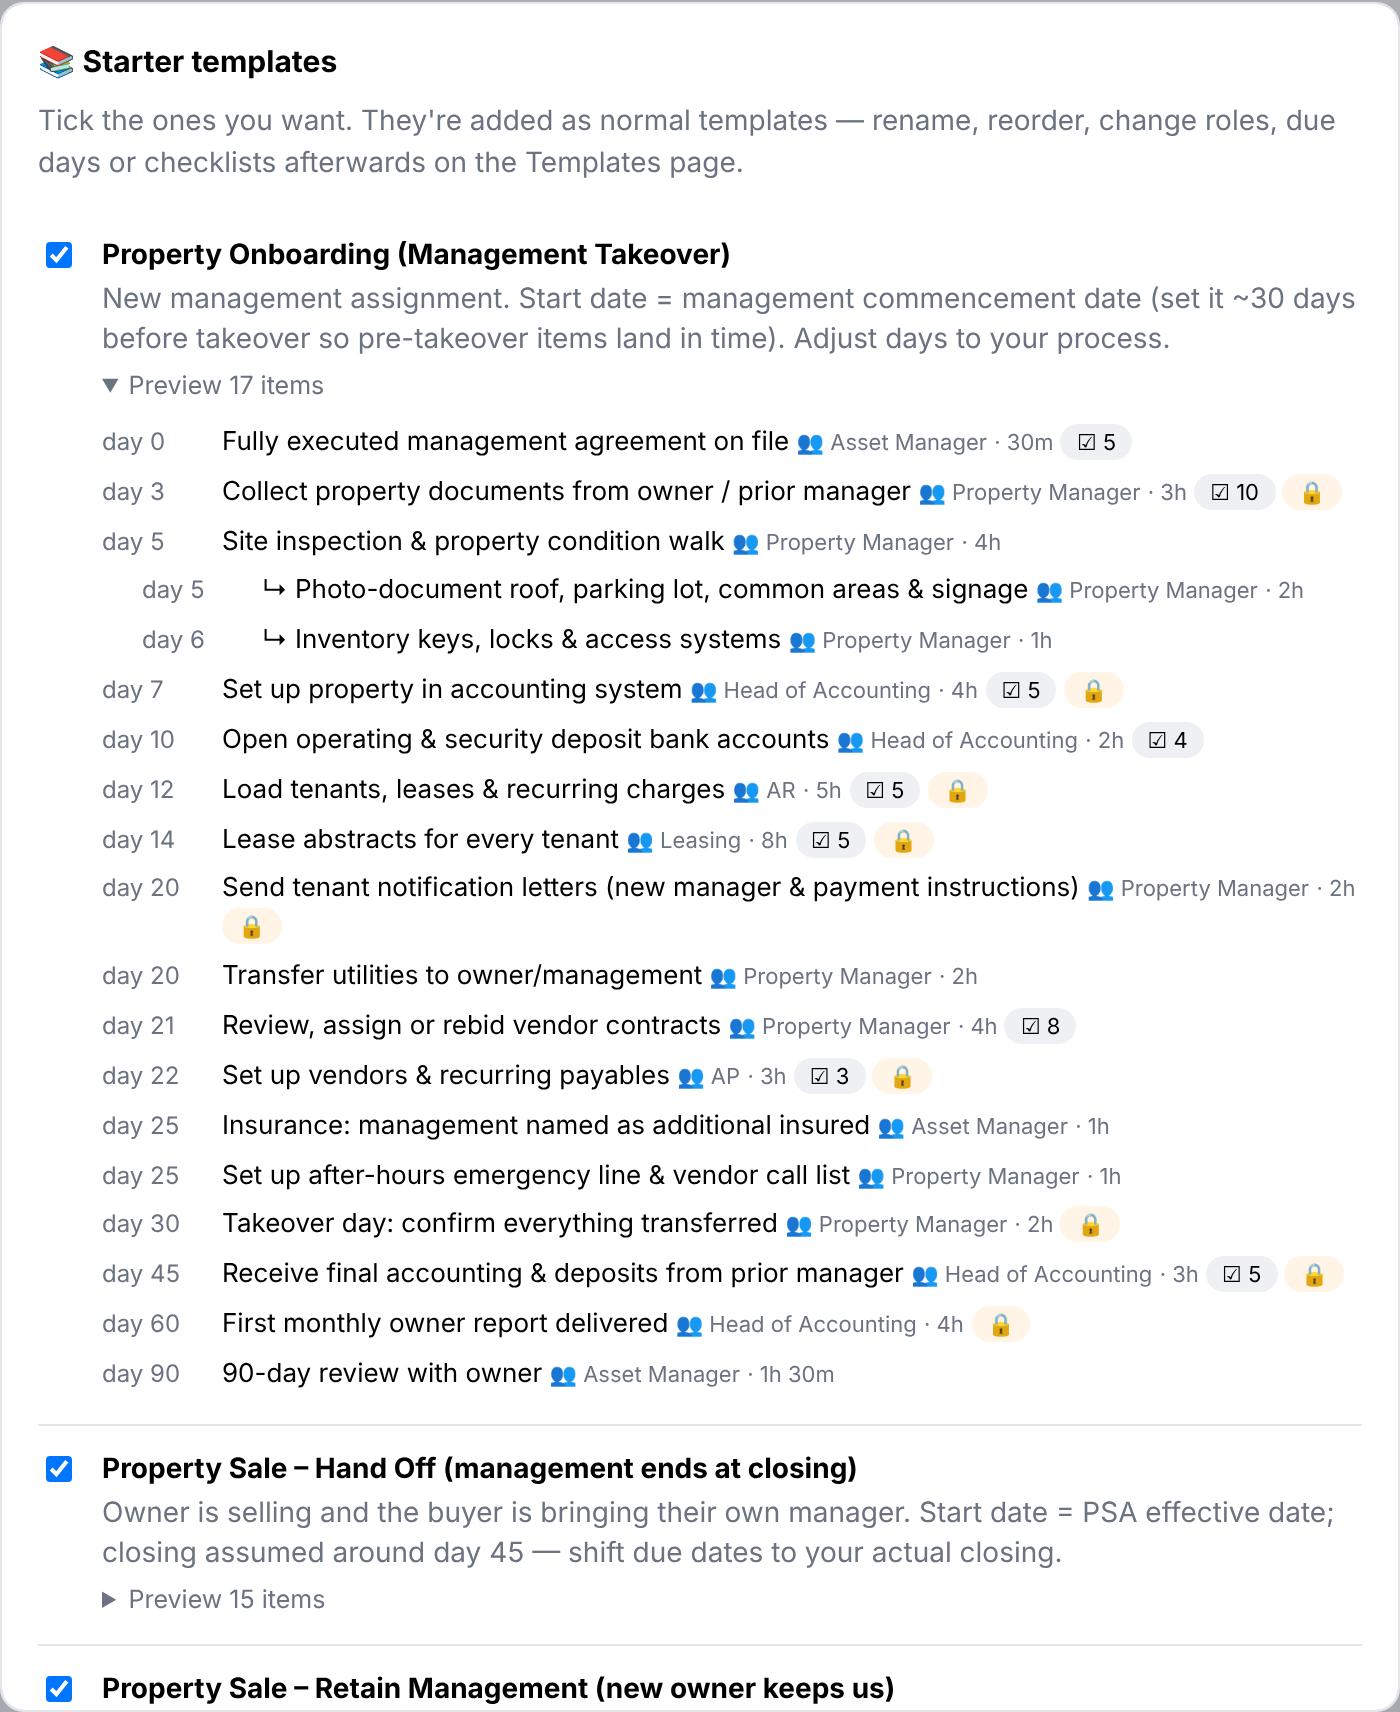 📚 Starter templates
Tick the ones you want. They're added as normal templates — rename, reorder, change roles, due
days or checklists afterwards on the Templates page.
Property Onboarding (Management Takeover)
New management assignment. Start date = management commencement date (set it ~30 days
before takeover so pre-takeover items land in time). Adjust days to your process.
▼ Preview 17 items
day 0 Fully executed management agreement on file 👥 Asset Manager · 30m ☑ 5
day 3 Collect property documents from owner / prior manager 👥 Property Manager · 3h ☑ 10 🔒
day 5 Site inspection & property condition walk 👥 Property Manager · 4h
day 5 ↳ Photo-document roof, parking lot, common areas & signage 👥 Property Manager · 2h
day 6 ↳ Inventory keys, locks & access systems 👥 Property Manager · 1h
day 7 Set up property in accounting system 👥 Head of Accounting · 4h ☑ 5 🔒
day 10 Open operating & security deposit bank accounts 👥 Head of Accounting · 2h ☑ 4
day 12 Load tenants, leases & recurring charges 👥 AR · 5h ☑ 5 🔒
day 14 Lease abstracts for every tenant 👥 Leasing · 8h ☑ 5 🔒
day 20 Send tenant notification letters (new manager & payment instructions) 👥 Property Manager · 2h
🔒
day 20 Transfer utilities to owner/management 👥 Property Manager · 2h
day 21 Review, assign or rebid vendor contracts 👥 Property Manager · 4h ☑ 8
day 22 Set up vendors & recurring payables 👥 AP · 3h ☑ 3 🔒
day 25 Insurance: management named as additional insured 👥 Asset Manager · 1h
day 25 Set up after-hours emergency line & vendor call list 👥 Property Manager · 1h
day 30 Takeover day: confirm everything transferred 👥 Property Manager · 2h 🔒
day 45 Receive final accounting & deposits from prior manager 👥 Head of Accounting · 3h ☑ 5 🔒
day 60 First monthly owner report delivered 👥 Head of Accounting · 4h 🔒
day 90 90-day review with owner 👥 Asset Manager · 1h 30m
Property Sale – Hand Off (management ends at closing)
Owner is selling and the buyer is bringing their own manager. Start date = PSA effective date;
closing assumed around day 45 — shift due dates to your actual closing.
▶ Preview 15 items
Property Sale – Retain Management (new owner keeps us)